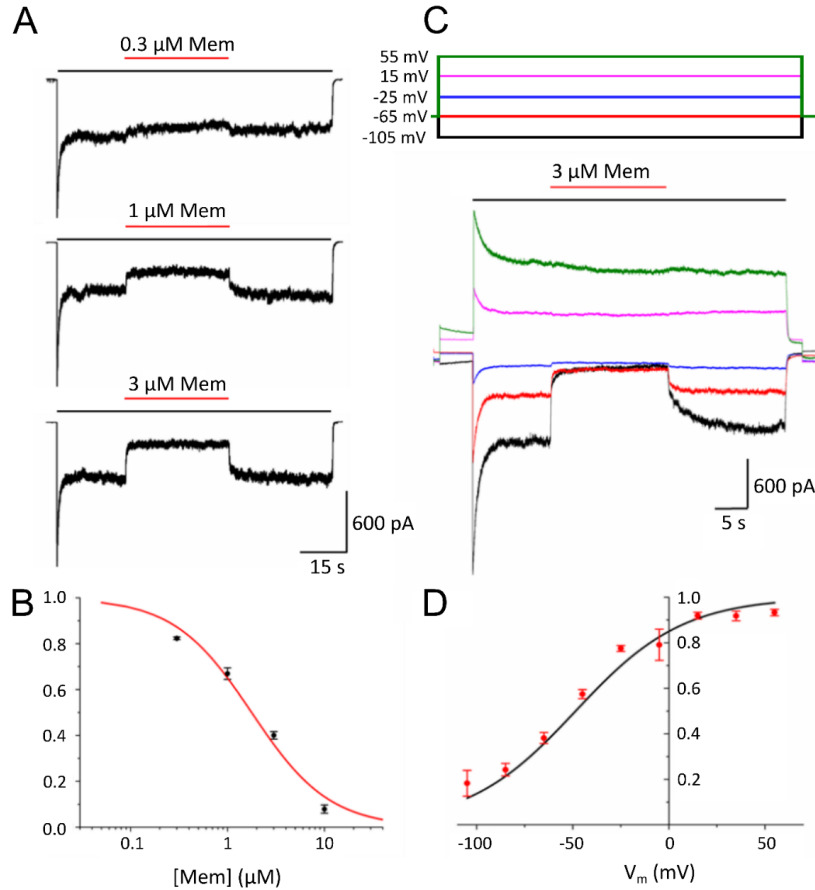 A
0.3 µM Mem
1 µM Mem
3 µM Mem
600 pA
15 s
C
55 mV
15 mV
-25 mV
-65 mV
-105 mV
3 µM Mem
600 pA
5 s
B
1.0
0.8
0.6
0.4
0.2
0.0
0.1
1
10
[Mem] (µM)
D
1.0
0.8
0.6
0.4
0.2
-100
-50
0
50
Vm (mV)